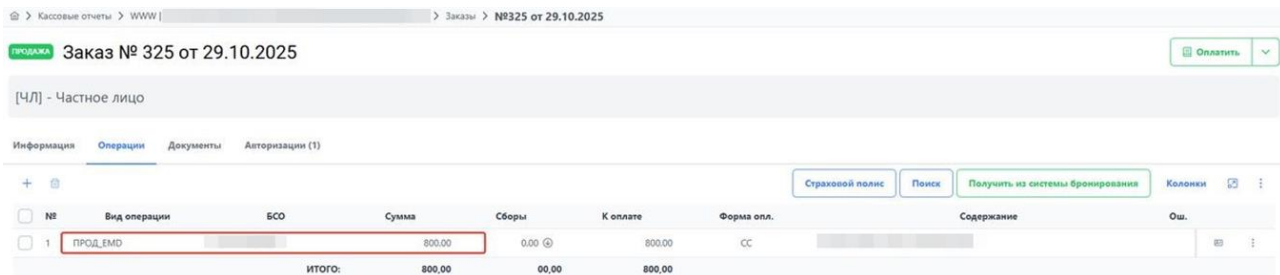 Кассовые отчеты > WWW [ > Заказы > №325 от 29.10.2025
ПРОДАЖА Заказ № 325 от 29.10.2025 Оплатить
[ЧЛ] - Частное лицо
Информация Операции Документы Авторизации (1)
+ Страховой полис Поиск Получить из системы бронирования Колонки
№ Вид операции БСО Сумма Сборы К оплате Форма опл. Содержание Ош.
1 ПРОД_EMD 800.00 0.00 800.00 CC
ИТОГО: 800,00 00,00 800,00